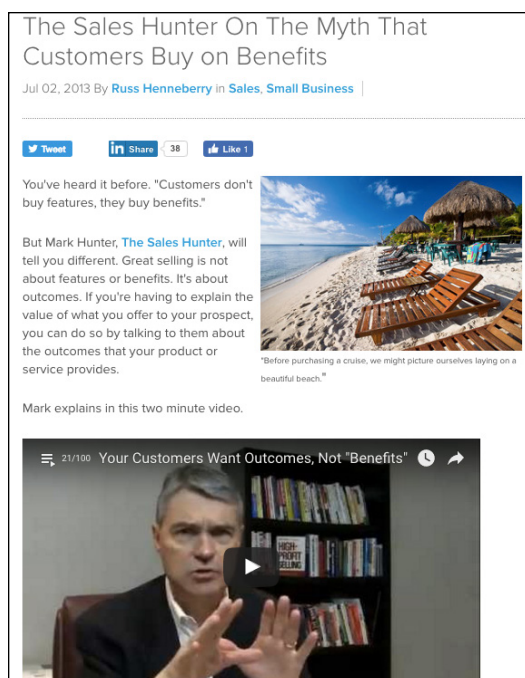 The Sales Hunter On The Myth That
Customers Buy on Benefits
Jul 02, 2013 By Russ Henneberry in Sales, Small Business
Tweet
in Share 38
Like 1
You've heard it before. "Customers don't
buy features, they buy benefits."
But Mark Hunter, The Sales Hunter, will
tell you different. Great selling is not
about features or benefits. It's about
outcomes. If you're having to explain the
value of what you offer to your prospect,
you can do so by talking to them about
the outcomes that your product or
service provides.
"Before purchasing a cruise, we might picture ourselves laying on a
beautiful beach."
Mark explains in this two minute video.
21/100 Your Customers Want Outcomes, Not "Benefits"
HIGH-
PROFIT
SELLING